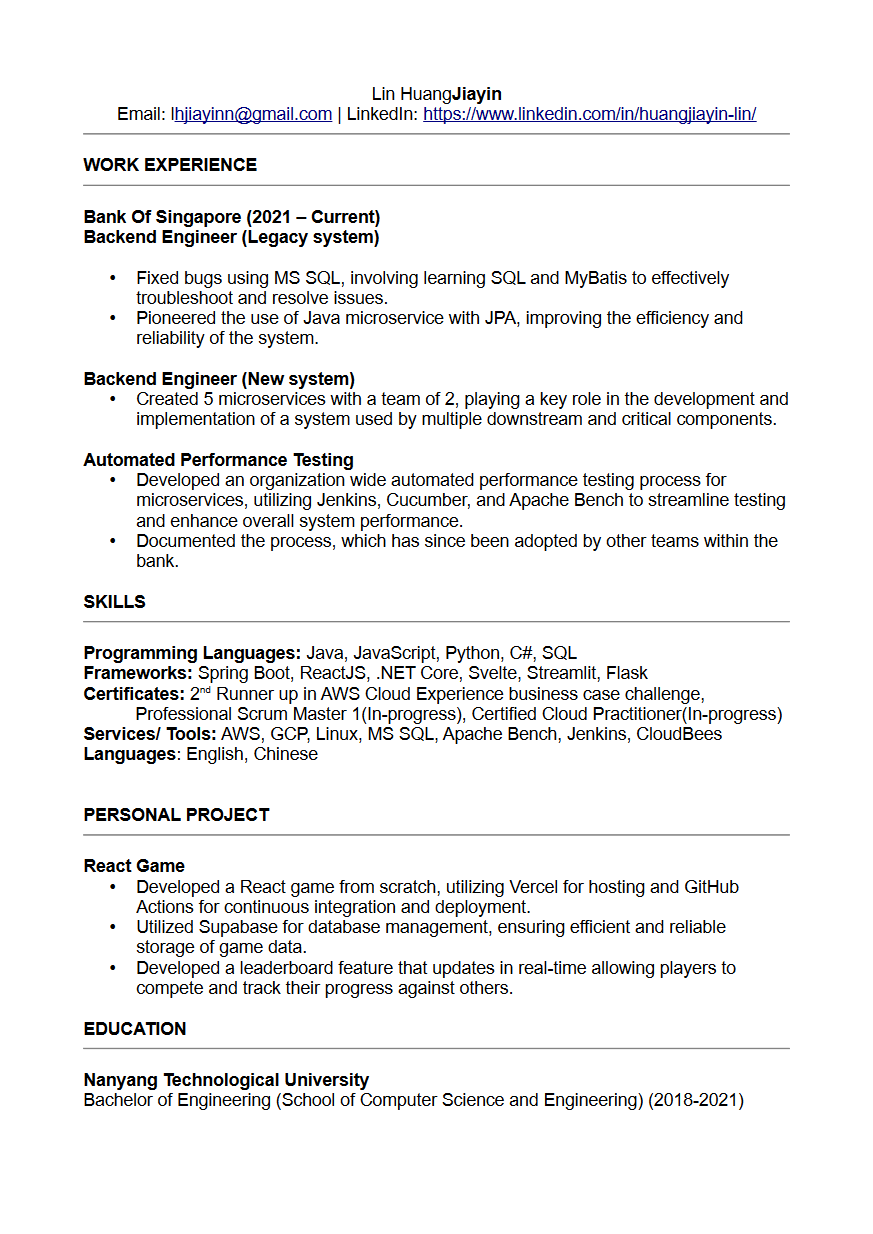 Lin HuangJiayin
Email: lhjiayinn@gmail.com | LinkedIn: https://www.linkedin.com/in/huangjiayin-lin/
WORK EXPERIENCE
Bank Of Singapore (2021 – Current)
Backend Engineer (Legacy system)
• Fixed bugs using MS SQL, involving learning SQL and MyBatis to effectively
troubleshoot and resolve issues.
• Pioneered the use of Java microservice with JPA, improving the efficiency and
reliability of the system.
Backend Engineer (New system)
• Created 5 microservices with a team of 2, playing a key role in the development and
implementation of a system used by multiple downstream and critical components.
Automated Performance Testing
• Developed an organization wide automated performance testing process for
microservices, utilizing Jenkins, Cucumber, and Apache Bench to streamline testing
and enhance overall system performance.
• Documented the process, which has since been adopted by other teams within the
bank.
SKILLS
Programming Languages: Java, JavaScript, Python, C#, SQL
Frameworks: Spring Boot, ReactJS, .NET Core, Svelte, Streamlit, Flask
Certificates: 2nd Runner up in AWS Cloud Experience business case challenge,
Professional Scrum Master 1(In-progress), Certified Cloud Practitioner(In-progress)
Services/ Tools: AWS, GCP, Linux, MS SQL, Apache Bench, Jenkins, CloudBees
Languages: English, Chinese
PERSONAL PROJECT
React Game
• Developed a React game from scratch, utilizing Vercel for hosting and GitHub
Actions for continuous integration and deployment.
• Utilized Supabase for database management, ensuring efficient and reliable
storage of game data.
• Developed a leaderboard feature that updates in real-time allowing players to
compete and track their progress against others.
EDUCATION
Nanyang Technological University
Bachelor of Engineering (School of Computer Science and Engineering) (2018-2021)